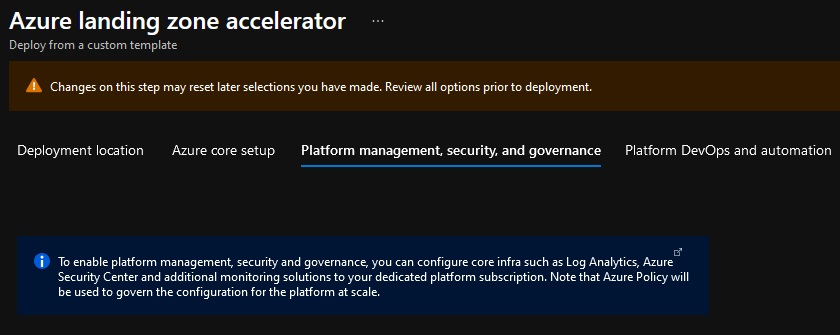 Azure landing zone accelerator ...
Deploy from a custom template
Changes on this step may reset later selections you have made. Review all options prior to deployment.
Deployment location Azure core setup Platform management, security, and governance Platform DevOps and automation
To enable platform management, security and governance, you can configure core infra such as Log Analytics, Azure
Security Center and additional monitoring solutions to your dedicated platform subscription. Note that Azure Policy will
be used to govern the configuration for the platform at scale.